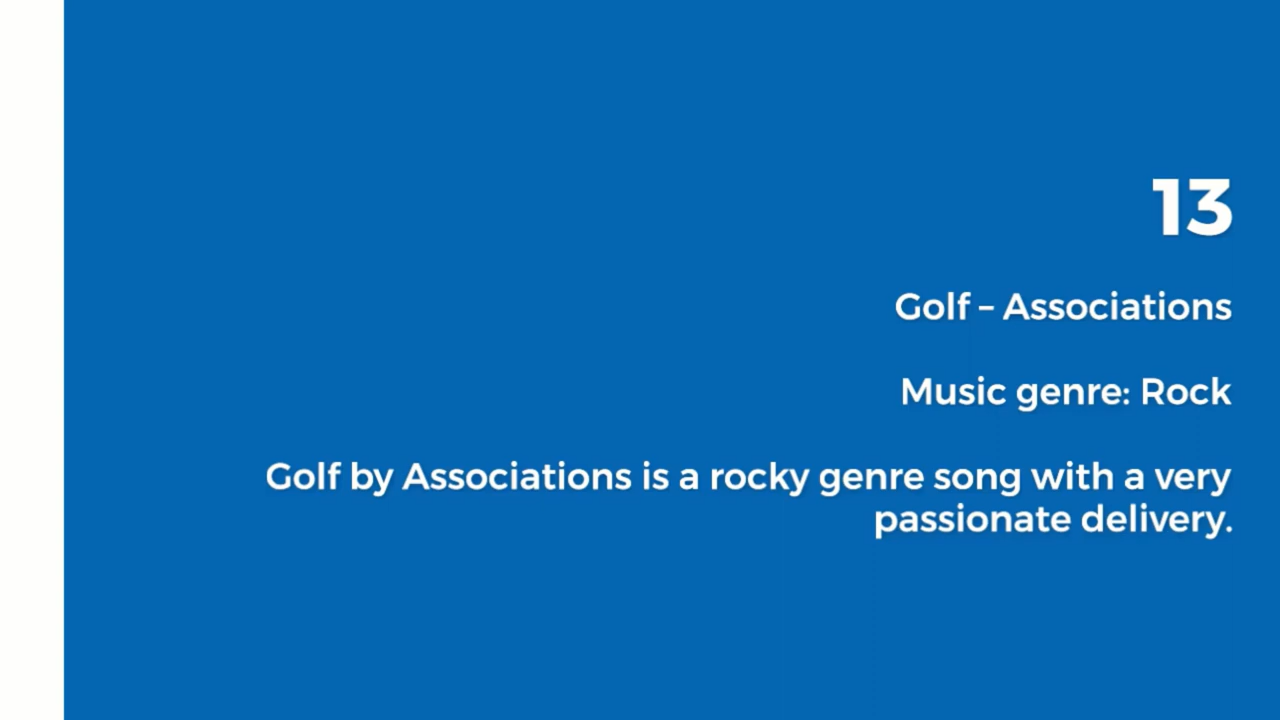 13
Golf – Associations
Music genre: Rock
Golf by Associations is a rocky genre song with a very
passionate delivery.